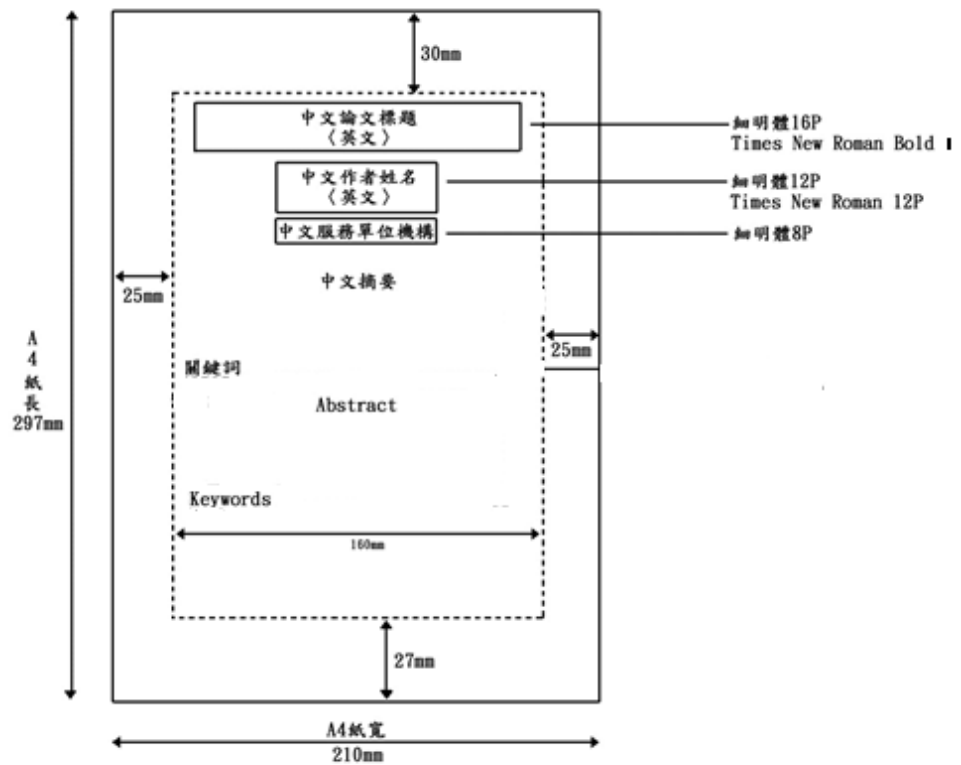 30mm
中文論文標題
〈英文〉
細明體16P
Times New Roman Bold
中文作者姓名
〈英文〉
細明體12P
Times New Roman 12P
中文服務單位機構
細明體8P
中文摘要
25mm
25mm
A4紙長
297mm
關鍵詞
Abstract
Keywords
160mm
27mm
A4紙寬
210mm